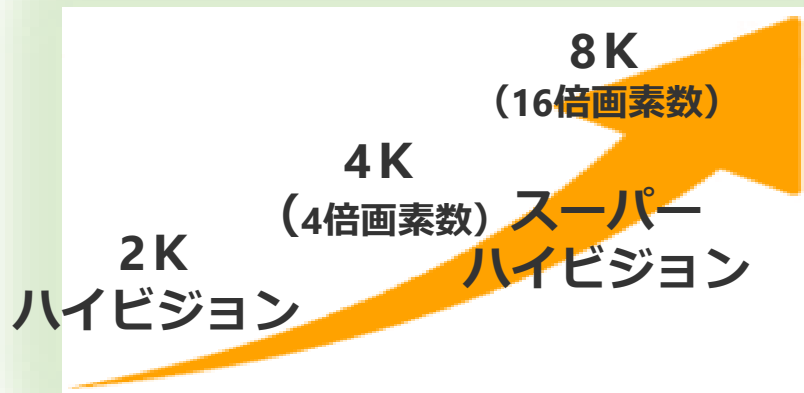 8K
（16倍画素数）
4K
（4倍画素数）
スーパー
ハイビジョン
2K
ハイビジョン